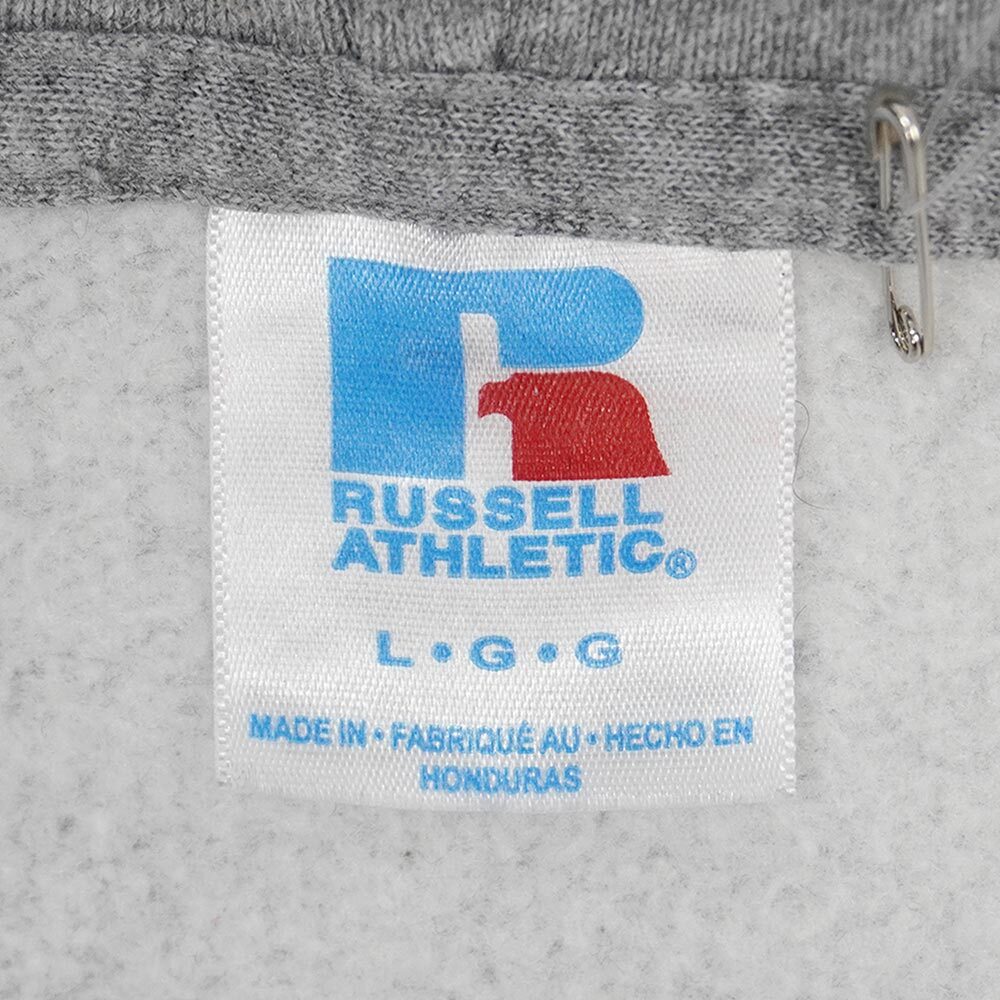 RUSSELL
ATHLETIC®
L•G•G
MADE IN • FABRIQUÉ AU • HECHO EN
HONDURAS